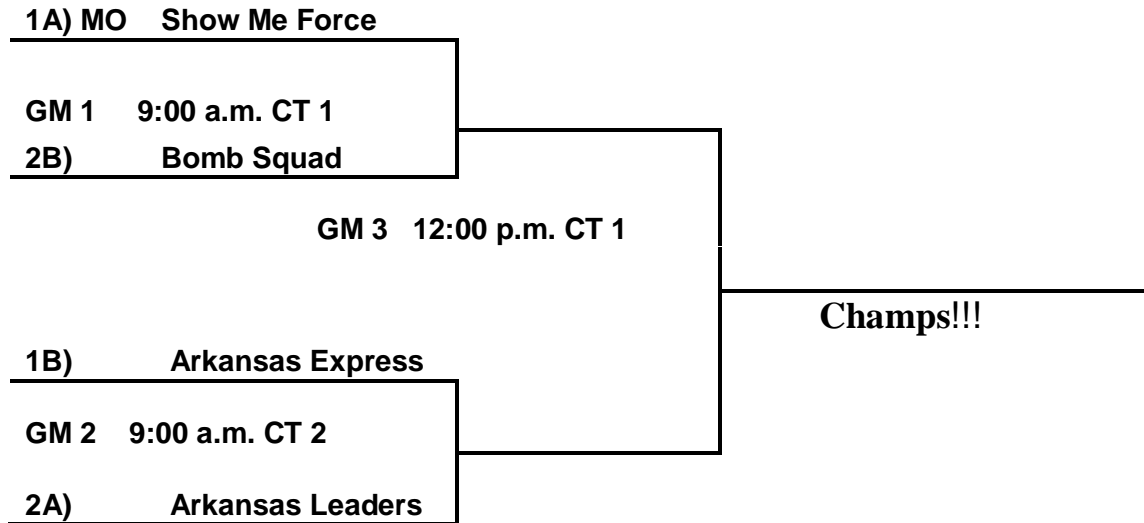 1A) MO Show Me Force
GM 1 9:00 a.m. CT 1
2B) Bomb Squad
GM 3 12:00 p.m. CT 1
Champs!!!
1B) Arkansas Express
GM 2 9:00 a.m. CT 2
2A) Arkansas Leaders